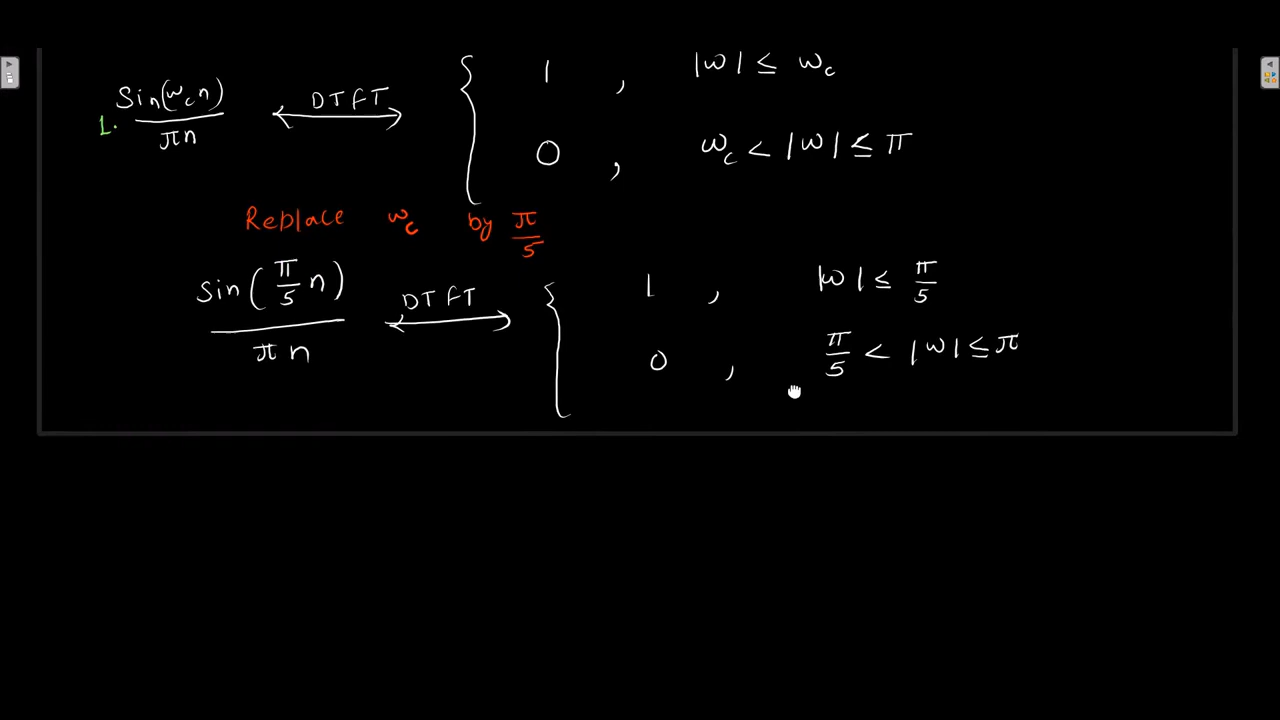 1. Sin(ω_c n)/πn ⟷ DTFT { 1 , |ω| ≤ ω_c
0 , ω_c < |ω| ≤ π
Replace ω_c by π/5
Sin(π/5 n)/πn ⟷ DTFT { 1 , |ω| ≤ π/5
0 , π/5 < |ω| ≤ π